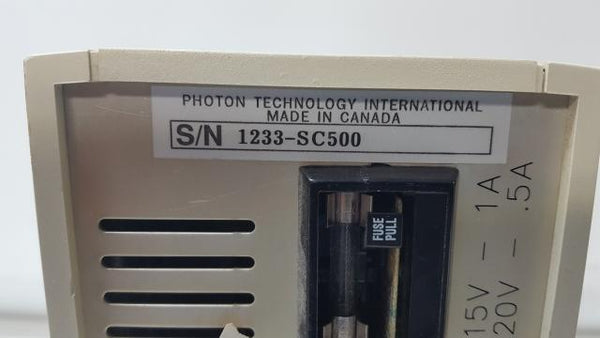 PHOTON TECHNOLOGY INTERNATIONAL
MADE IN CANADA
S/N 1233-SC500
FUSE
PULL
15V - 1A
20V - .5A